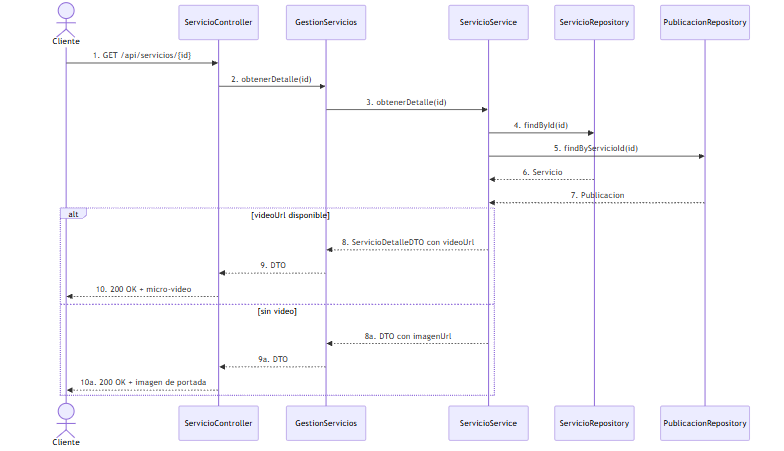 ServicioController
GestionServicios
ServicioService
ServicioRepository
PublicacionRepository
Cliente
1. GET /api/servicios/{id}
2. obtenerDetalle(id)
3. obtenerDetalle(id)
4. findById(id)
5. findByServicioId(id)
6. Servicio
7. Publicacion
alt
[videoUrl disponible]
8. ServicioDetalleDTO con videoUrl
9. DTO
10. 200 OK + micro-video
[sin video]
8a. DTO con imagenUrl
9a. DTO
10a. 200 OK + imagen de portada
ServicioController
GestionServicios
ServicioService
ServicioRepository
PublicacionRepository
Cliente